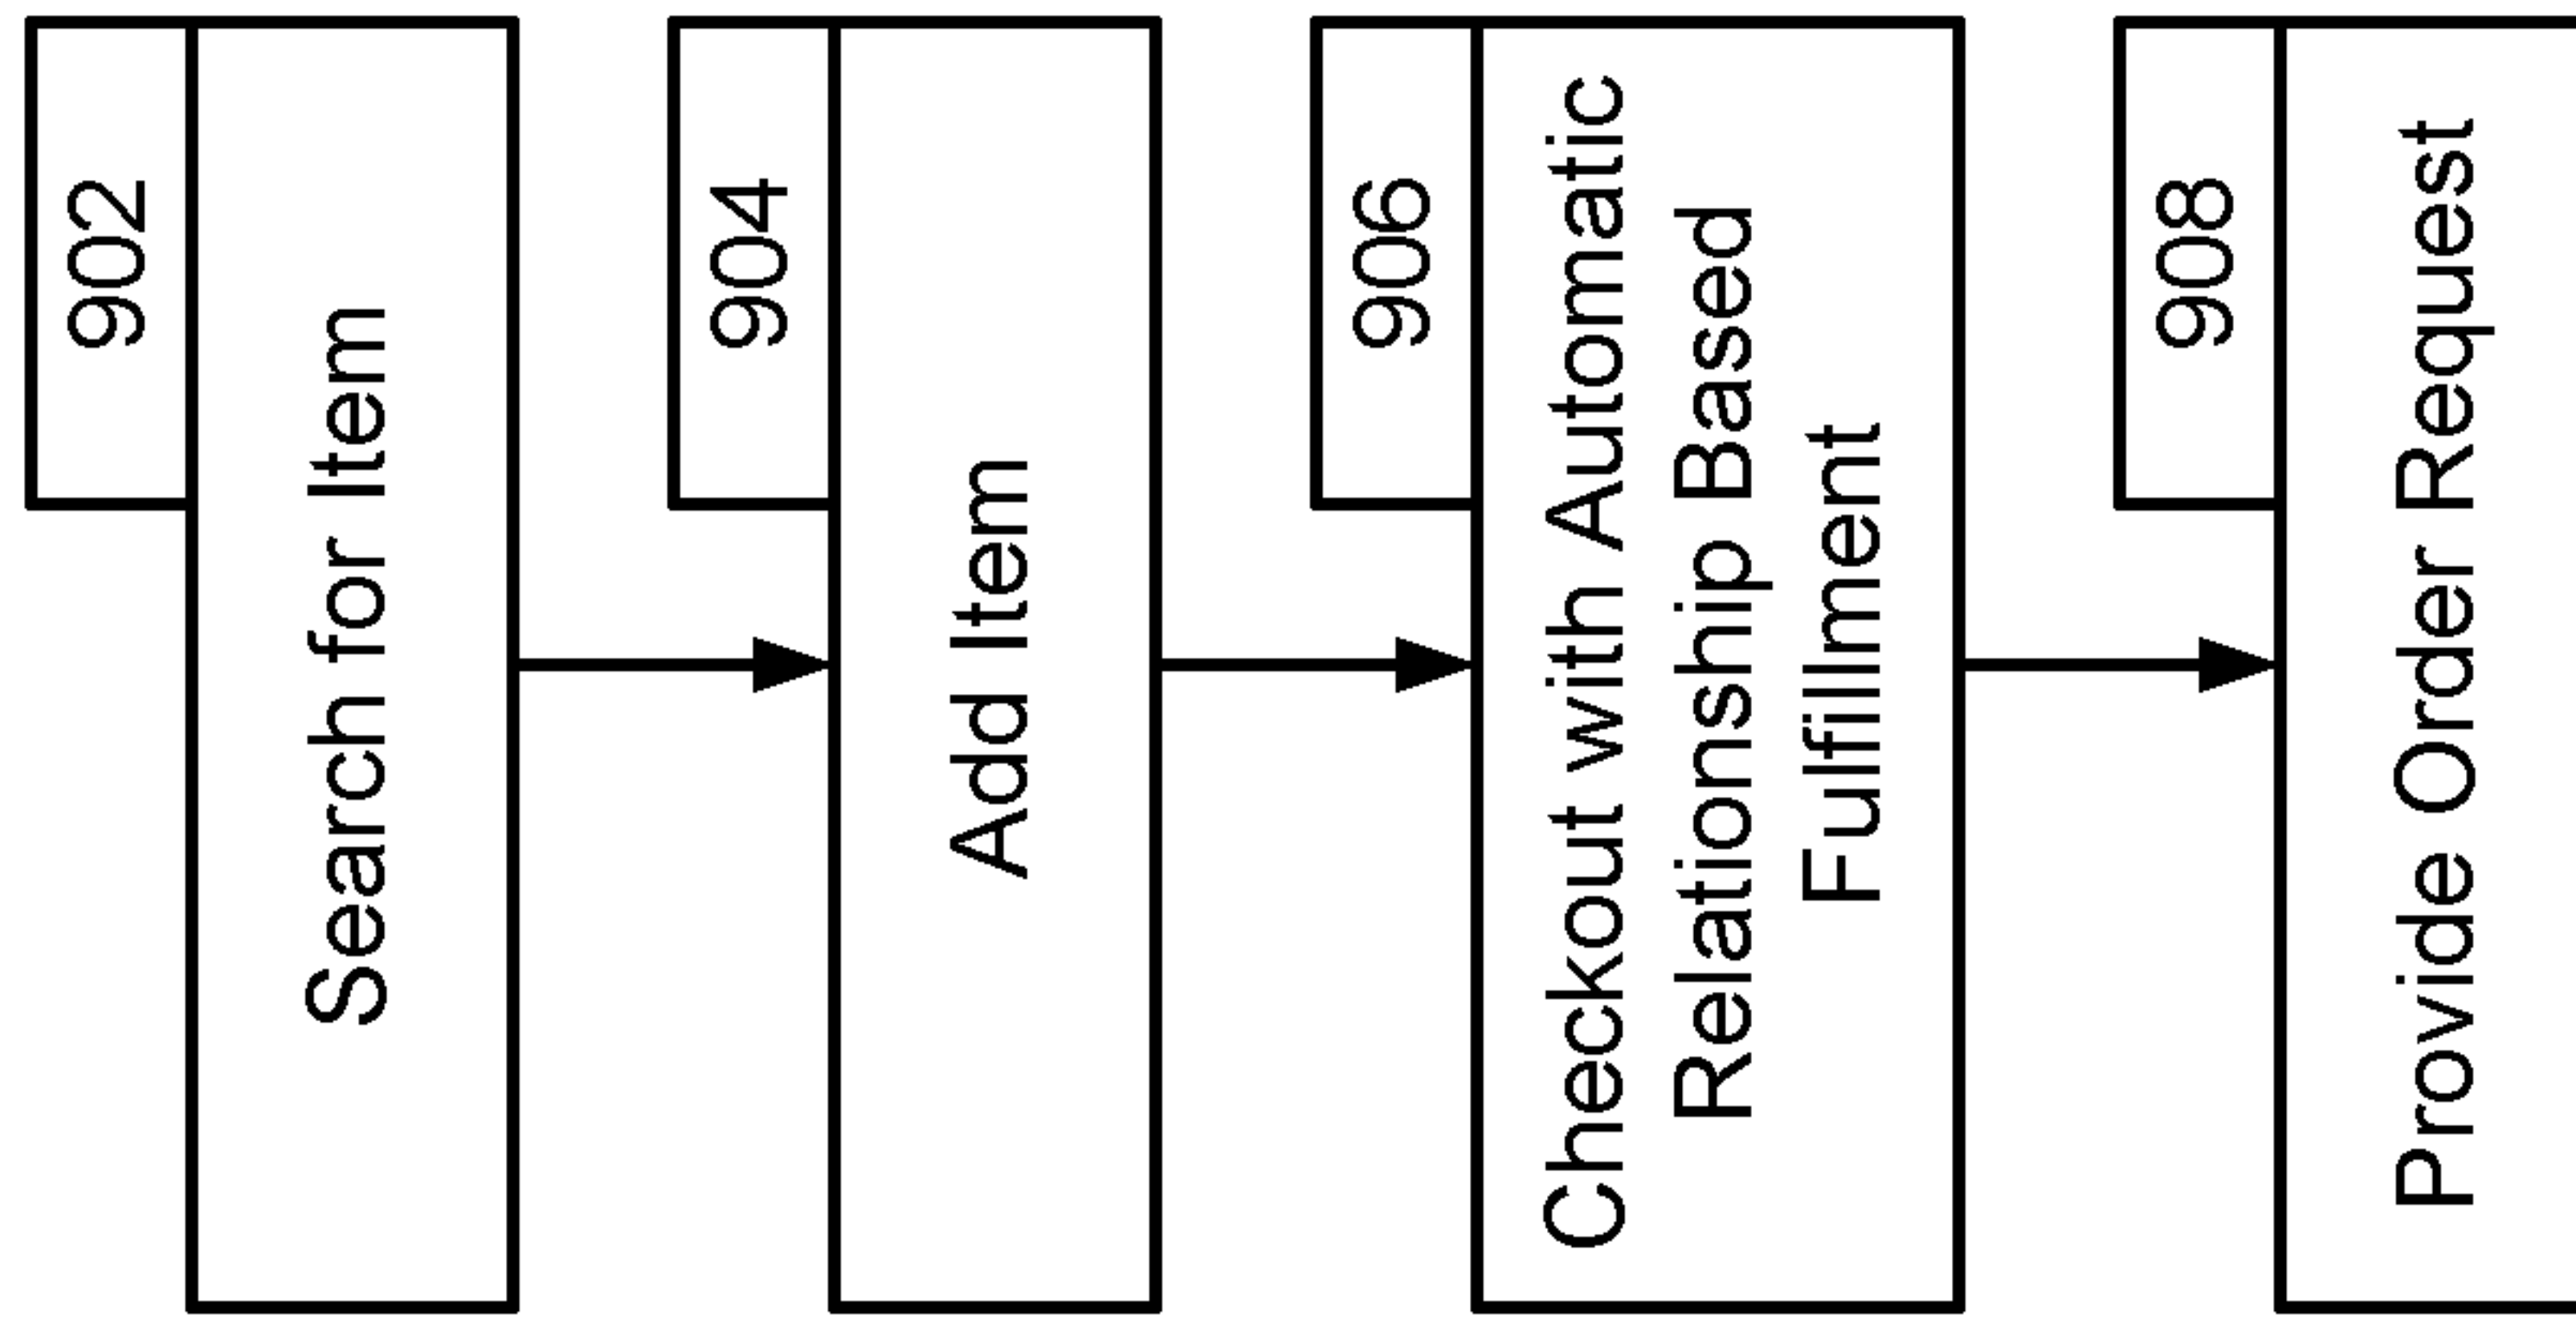 902
Search for Item
904
Add Item
906
Checkout with Automatic
Relationship Based
Fulfillment
908
Provide Order Request